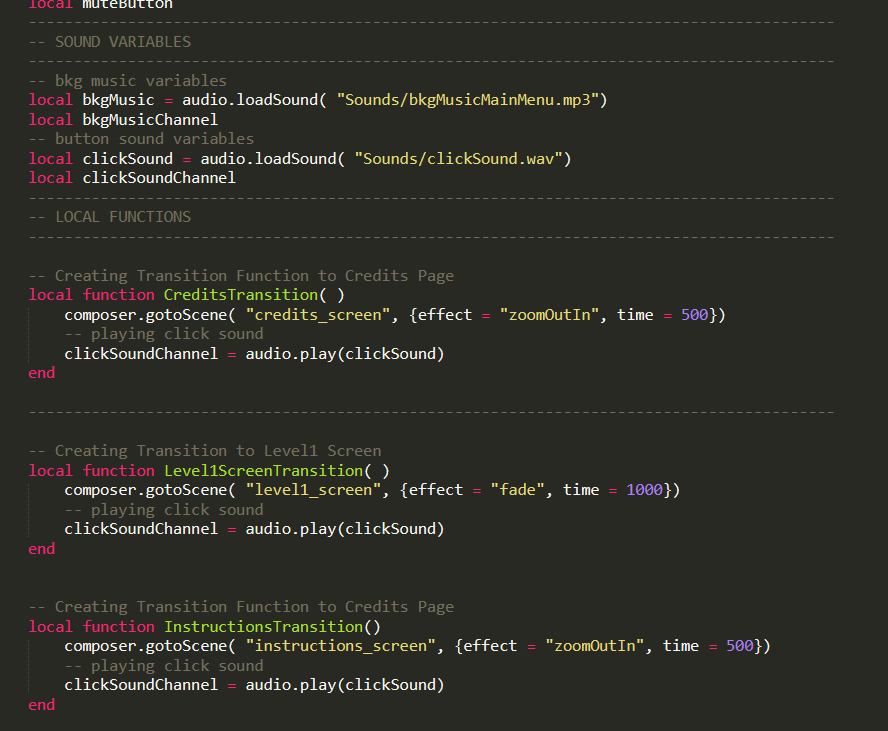 local muteButton
-----------------------------------------------------------------------------------------
-- SOUND VARIABLES
-----------------------------------------------------------------------------------------
-- bkg music variables
local bkgMusic = audio.loadSound( "Sounds/bkgMusicMainMenu.mp3")
local bkgMusicChannel
-- button sound variables
local clickSound = audio.loadSound( "Sounds/clickSound.wav")
local clickSoundChannel
-----------------------------------------------------------------------------------------
-- LOCAL FUNCTIONS
-----------------------------------------------------------------------------------------
-- Creating Transition Function to Credits Page
local function CreditsTransition( )
composer.gotoScene( "credits_screen", {effect = "zoomOutIn", time = 500})
-- playing click sound
clickSoundChannel = audio.play(clickSound)
end
-----------------------------------------------------------------------------------------
-- Creating Transition to Level1 Screen
local function Level1ScreenTransition( )
composer.gotoScene( "level1_screen", {effect = "fade", time = 1000})
-- playing click sound
clickSoundChannel = audio.play(clickSound)
end
-- Creating Transition Function to Credits Page
local function InstructionsTransition()
composer.gotoScene( "instructions_screen", {effect = "zoomOutIn", time = 500})
-- playing click sound
clickSoundChannel = audio.play(clickSound)
end